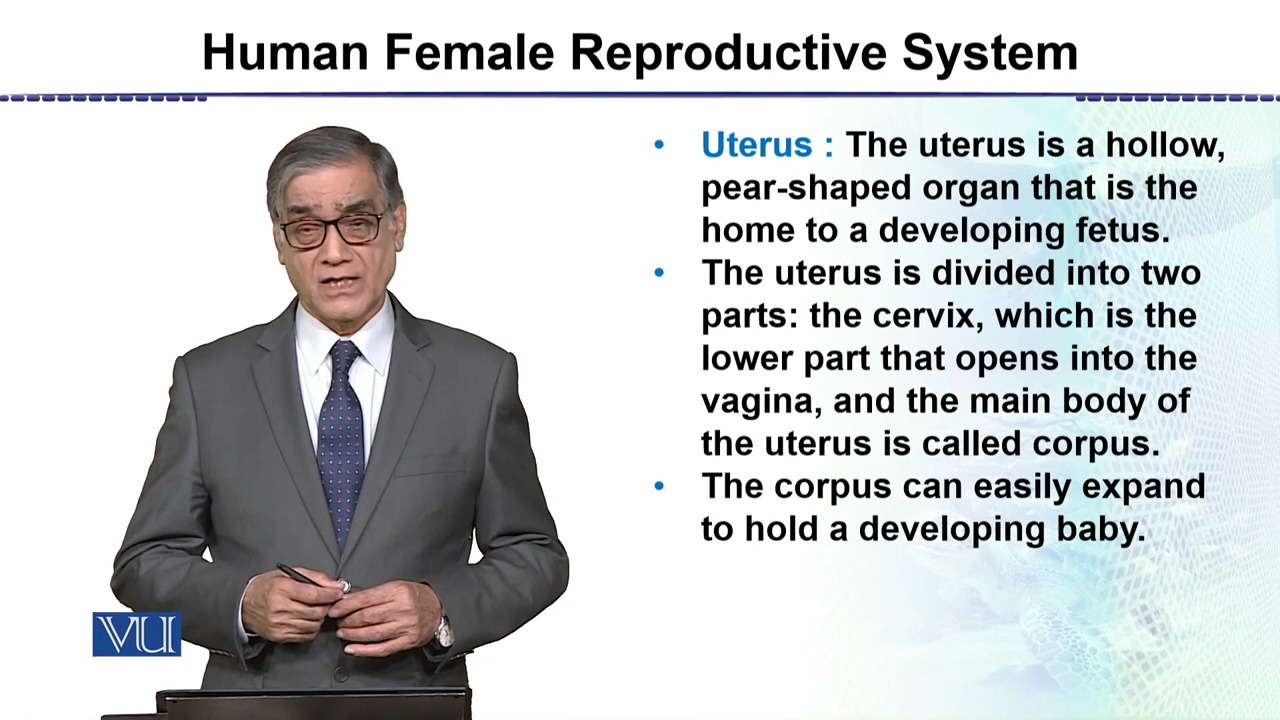 Human Female Reproductive System
• Uterus : The uterus is a hollow,
pear-shaped organ that is the
home to a developing fetus.
• The uterus is divided into two
parts: the cervix, which is the
lower part that opens into the
vagina, and the main body of
the uterus is called corpus.
• The corpus can easily expand
to hold a developing baby.
VU